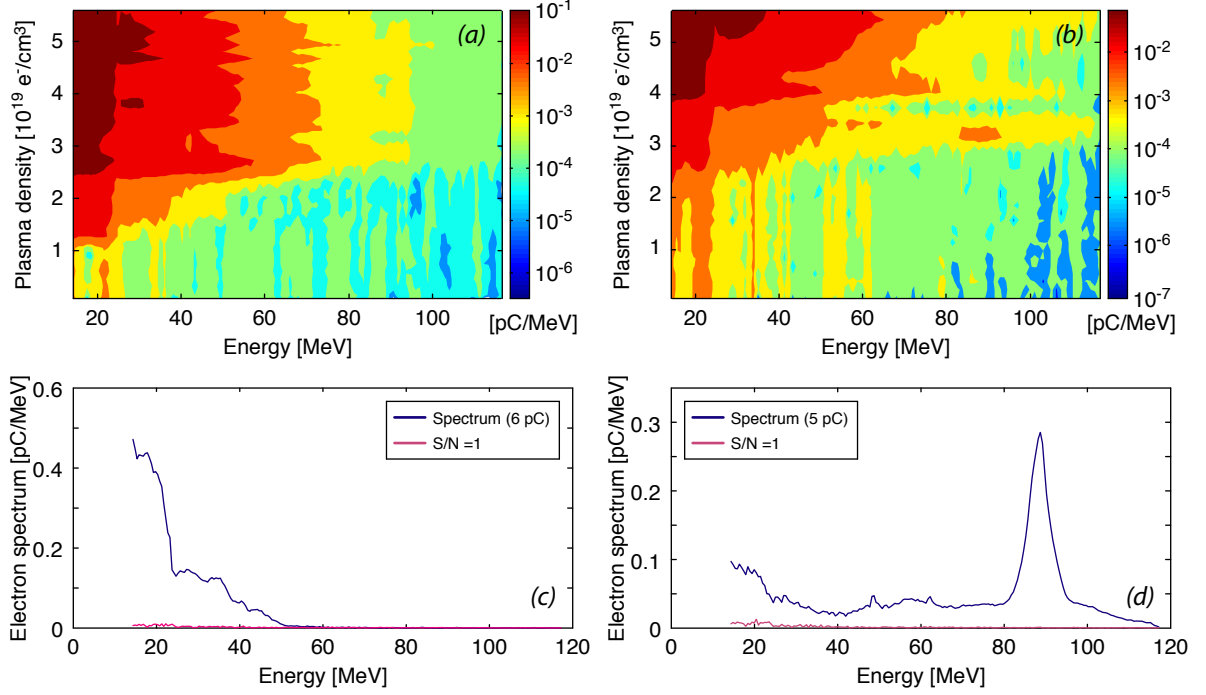 (a)
Plasma density [10¹⁹ e⁻/cm³]
5
4
3
2
1
20 40 60 80 100
Energy [MeV]
10⁻¹
10⁻²
10⁻³
10⁻⁴
10⁻⁵
10⁻⁶
[pC/MeV]
(b)
Plasma density [10¹⁹ e⁻/cm³]
5
4
3
2
1
20 40 60 80 100
Energy [MeV]
10⁻²
10⁻³
10⁻⁴
10⁻⁵
10⁻⁶
10⁻⁷
[pC/MeV]
Electron spectrum [pC/MeV]
0.6
0.4
0.2
0
Spectrum (6 pC)
S/N =1
(c)
0 20 40 60 80 100 120
Energy [MeV]
Electron spectrum [pC/MeV]
0.3
0.2
0.1
0
Spectrum (5 pC)
S/N =1
(d)
0 20 40 60 80 100 120
Energy [MeV]